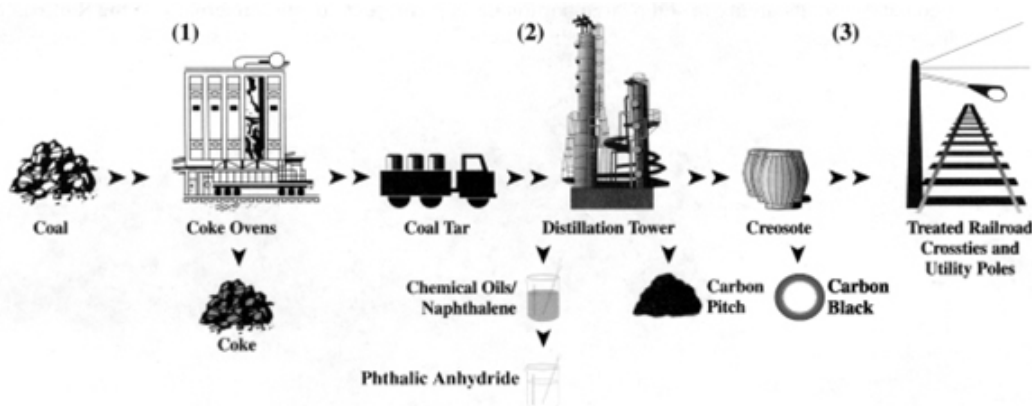 (1)
(2)
(3)
Coal
Coke Ovens
Coal Tar
Distillation Tower
Creosote
Treated Railroad
Crossties and
Utility Poles
Coke
Chemical Oils/
Naphthalene
Carbon
Pitch
Carbon
Black
Phthalic Anhydride